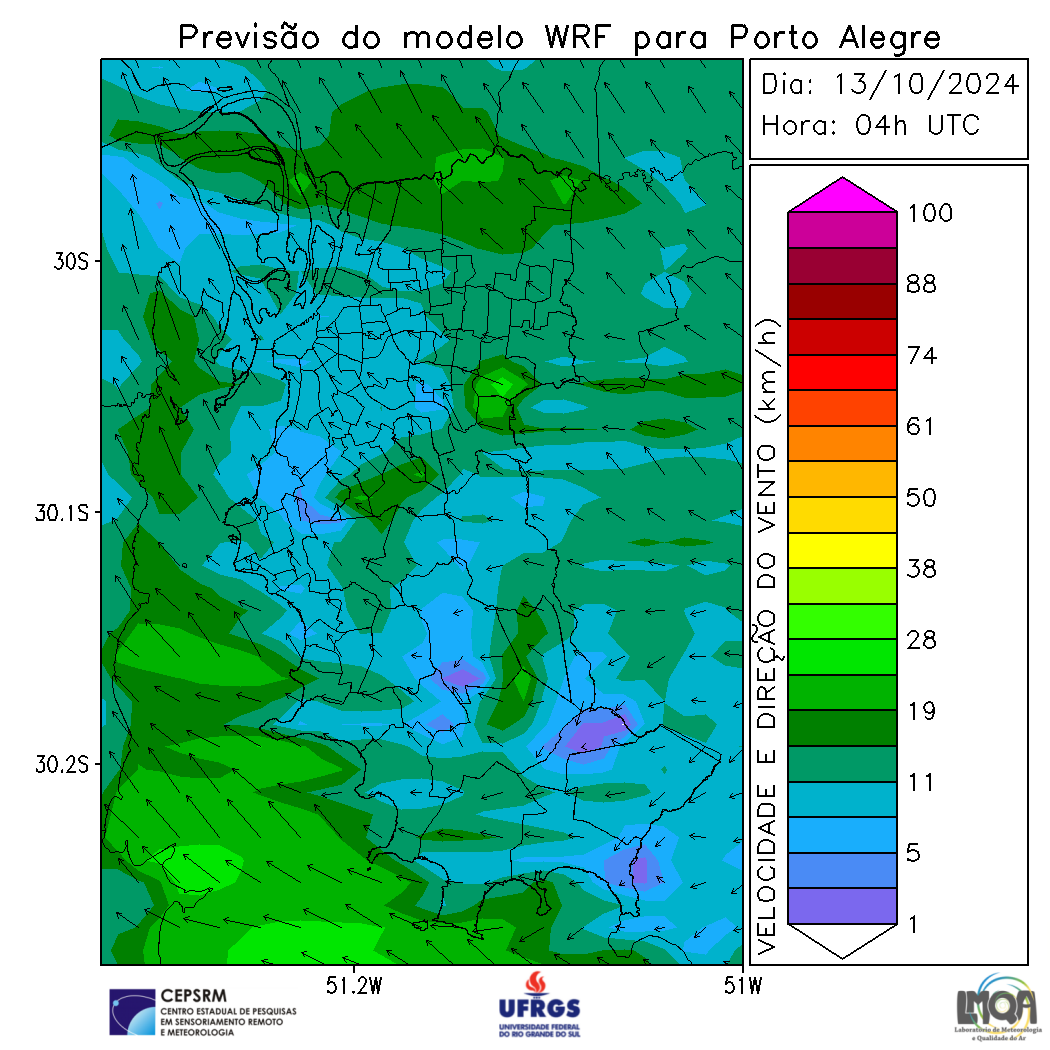 Previsão do modelo WRF para Porto Alegre
Dia: 13/10/2024
Hora: 04h UTC
30S
30.1S
30.2S
51.2W
51W
VELOCIDADE E DIREÇÃO DO VENTO (km/h)
100
88
74
61
50
38
28
19
11
5
1
CEPSRM
CENTRO ESTADUAL DE PESQUISAS
EM SENSORIAMENTO REMOTO
E METEOROLOGIA
UFRGS
UNIVERSIDADE FEDERAL
DO RIO GRANDE DO SUL
LMQA
Laboratório de Meteorologia
e Qualidade do Ar